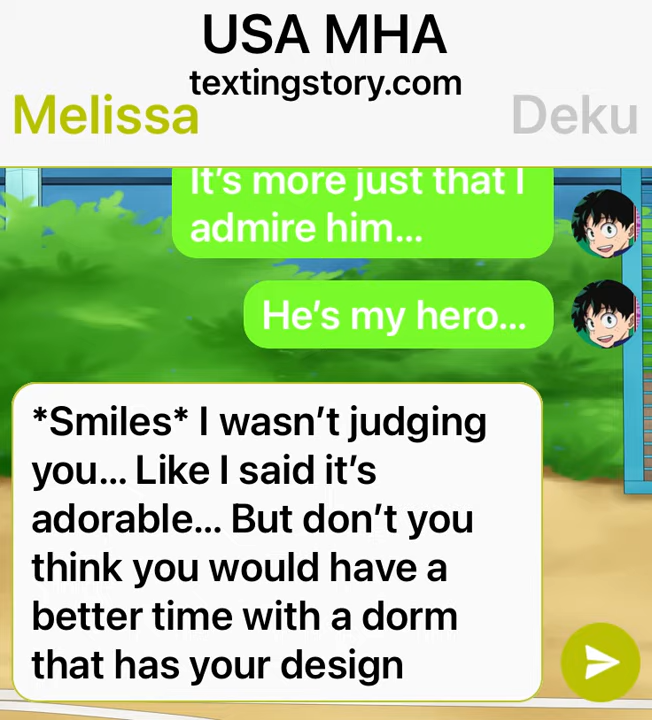 USA MHA
textingstory.com
Melissa
Deku
It’s more just that I
admire him...
He’s my hero...
*Smiles* I wasn’t judging
you... Like I said it’s
adorable... But don’t you
think you would have a
better time with a dorm
that has your design